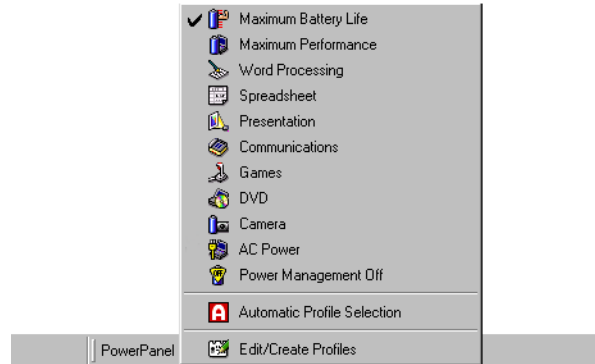 Maximum Battery Life
Maximum Performance
Word Processing
Spreadsheet
Presentation
Communications
Games
DVD
Camera
AC Power
OFF
Power Management Off
A Automatic Profile Selection
PowerPanel
Edit/Create Profiles